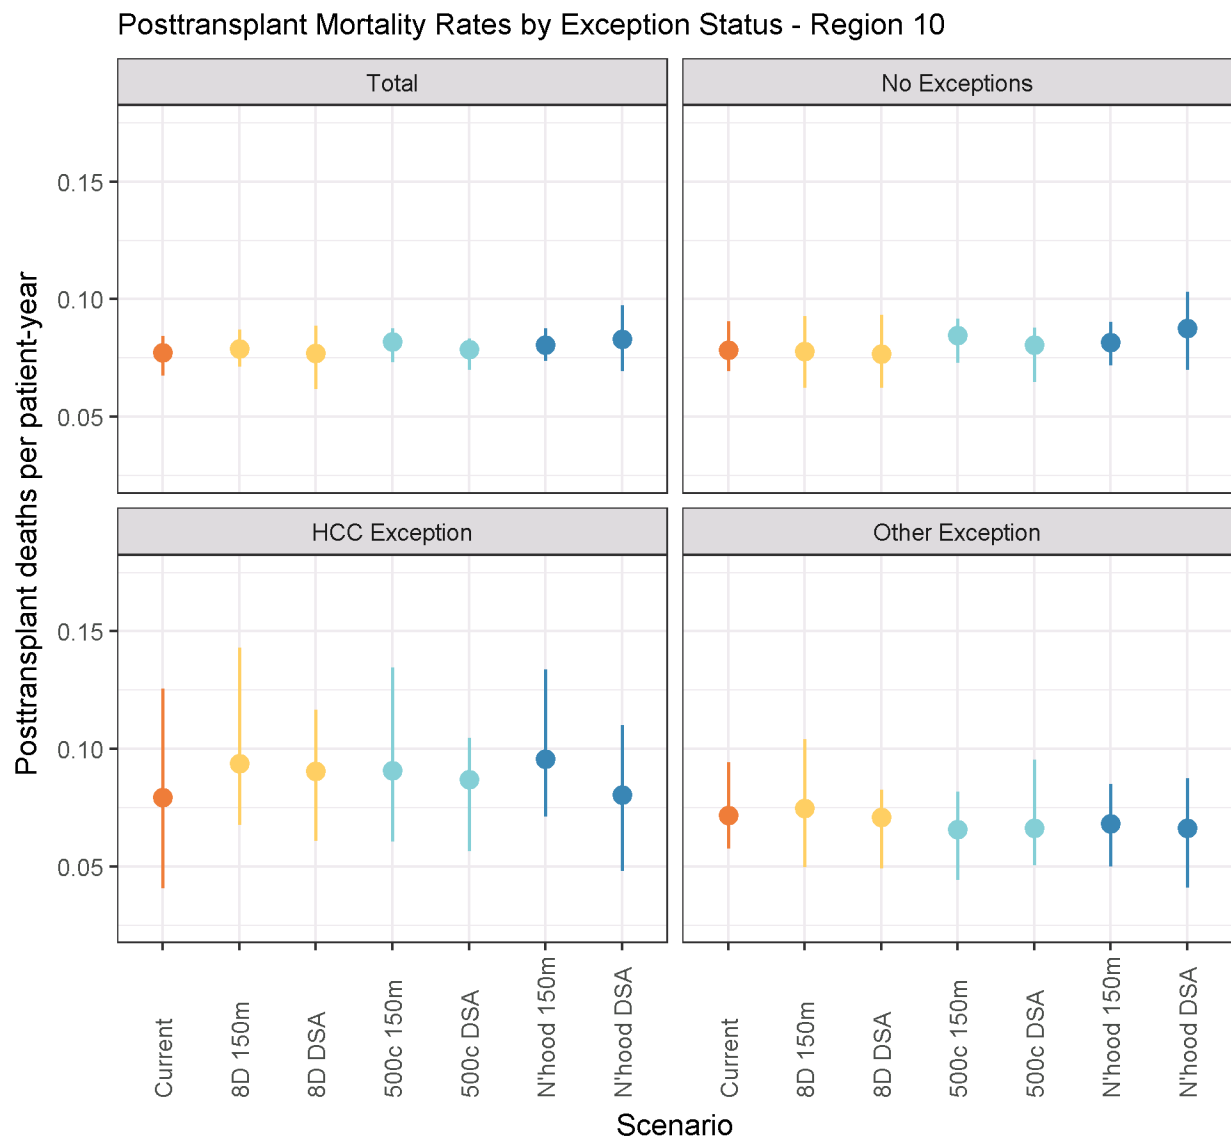 Posttransplant Mortality Rates by Exception Status - Region 10
Total
No Exceptions
0.15
0.10
0.05
HCC Exception
Other Exception
0.15
0.10
0.05
Posttransplant deaths per patient-year
Current
8D 150m
8D DSA
500c 150m
500c DSA
N'hood 150m
N'hood DSA
Current
8D 150m
8D DSA
500c 150m
500c DSA
N'hood 150m
N'hood DSA
Scenario